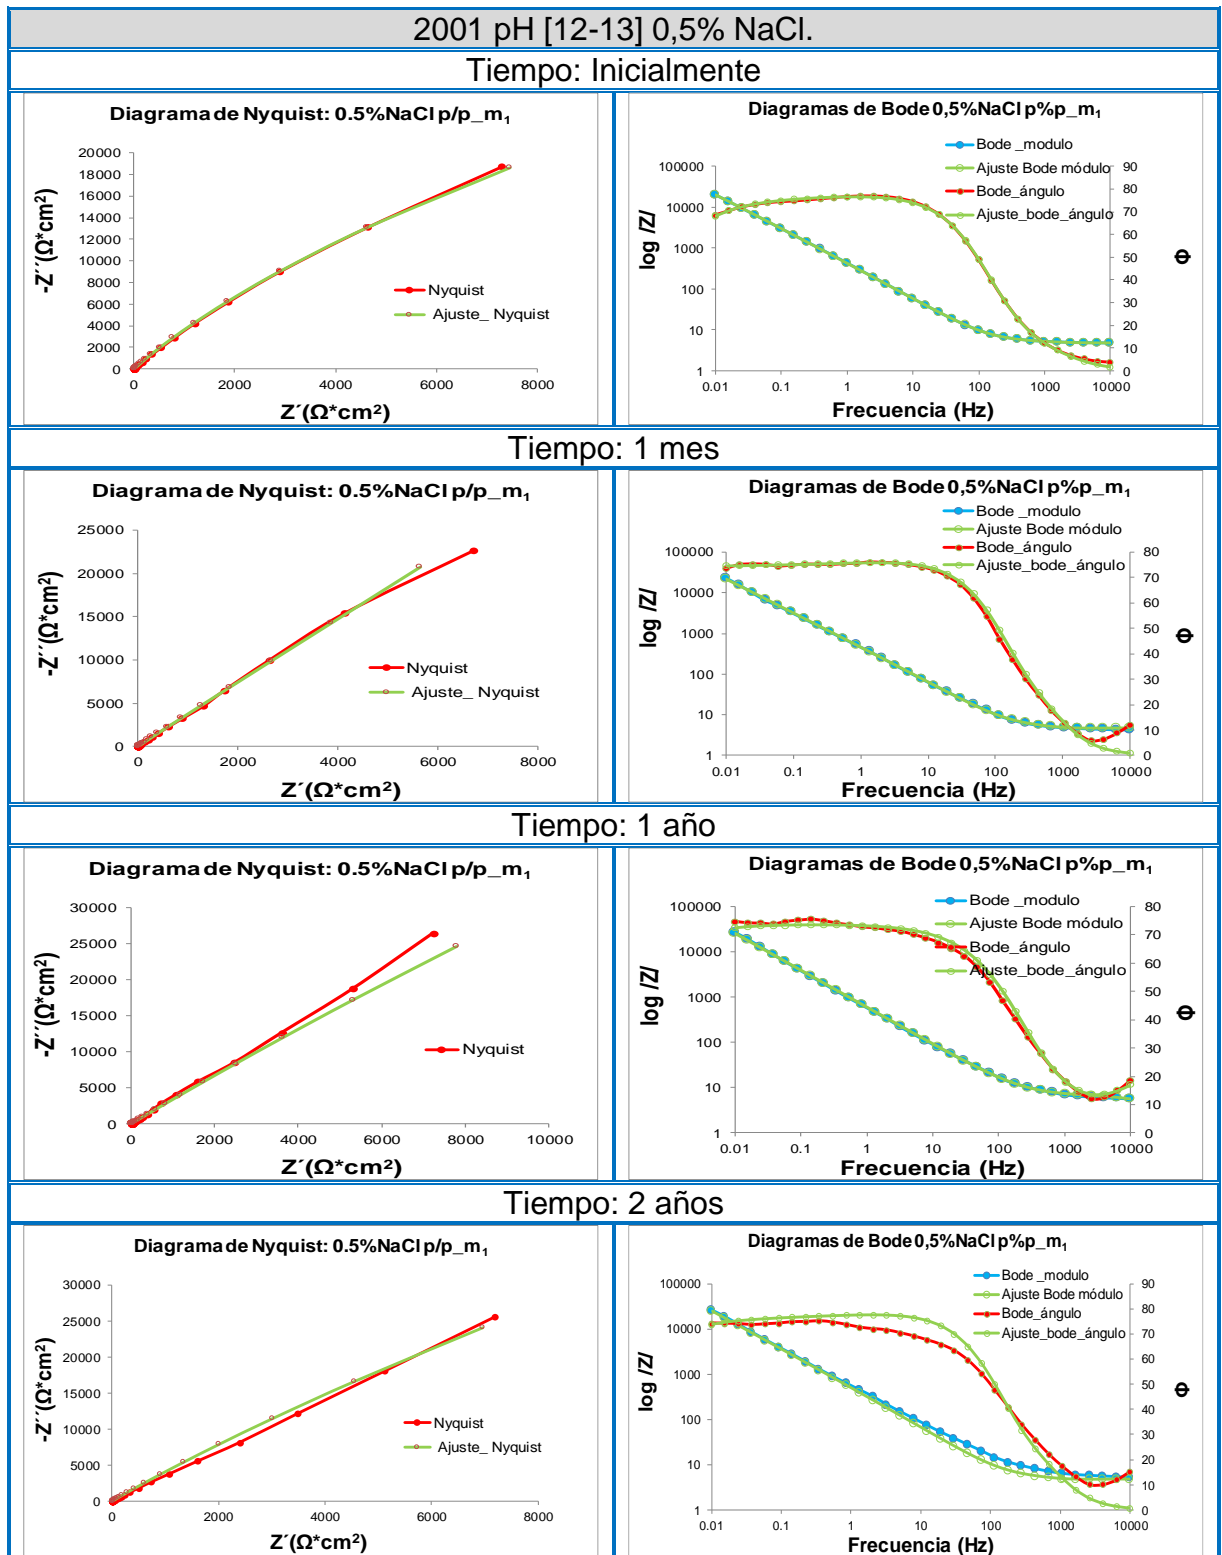 2001 pH [12-13] 0,5% NaCl.
Tiempo: Inicialmente
Diagrama de Nyquist: 0.5%NaCl p/p_m₁
20000
18000
16000
14000
12000
10000
8000
6000
4000
2000
0
-Z´´(Ω*cm²)
Nyquist
Ajuste_ Nyquist
0 2000 4000 6000 8000
Z´(Ω*cm²)
Diagramas de Bode 0,5%NaCl p%p_m₁
Bode _modulo
Ajuste Bode módulo
Bode_ángulo
Ajuste_bode_ángulo
100000
10000
1000
100
10
1
log /Z/
90
80
70
60
50
40
30
20
10
0
Φ
0.01 0.1 1 10 100 1000 10000
Frecuencia (Hz)
Tiempo: 1 mes
Diagrama de Nyquist: 0.5%NaCl p/p_m₁
25000
20000
15000
10000
5000
0
-Z´´(Ω*cm²)
Nyquist
Ajuste_ Nyquist
0 2000 4000 6000 8000
Z´(Ω*cm²)
Diagramas de Bode 0,5%NaCl p%p_m₁
Bode _modulo
Ajuste Bode módulo
Bode_ángulo
Ajuste_bode_ángulo
100000
10000
1000
100
10
1
log /Z/
80
70
60
50
40
30
20
10
0
Φ
0.01 0.1 1 10 100 1000 10000
Frecuencia (Hz)
Tiempo: 1 año
Diagrama de Nyquist: 0.5%NaCl p/p_m₁
30000
25000
20000
15000
10000
5000
0
-Z´´(Ω*cm²)
Nyquist
0 2000 4000 6000 8000 10000
Z´(Ω*cm²)
Diagramas de Bode 0,5%NaCl p%p_m₁
Bode _modulo
Ajuste Bode módulo
Bode_ángulo
Ajuste_bode_ángulo
100000
10000
1000
100
10
1
log /Z/
80
70
60
50
40
30
20
10
0
Φ
0.01 0.1 1 10 100 1000 10000
Frecuencia (Hz)
Tiempo: 2 años
Diagrama de Nyquist: 0.5%NaCl p/p_m₁
30000
25000
20000
15000
10000
5000
0
-Z´´(Ω*cm²)
Nyquist
Ajuste_ Nyquist
0 2000 4000 6000 8000
Z´(Ω*cm²)
Diagramas de Bode 0,5%NaCl p%p_m₁
Bode _modulo
Ajuste Bode módulo
Bode_ángulo
Ajuste_bode_ángulo
100000
10000
1000
100
10
1
log /Z/
90
80
70
60
50
40
30
20
10
0
Φ
0.01 0.1 1 10 100 1000 10000
Frecuencia (Hz)